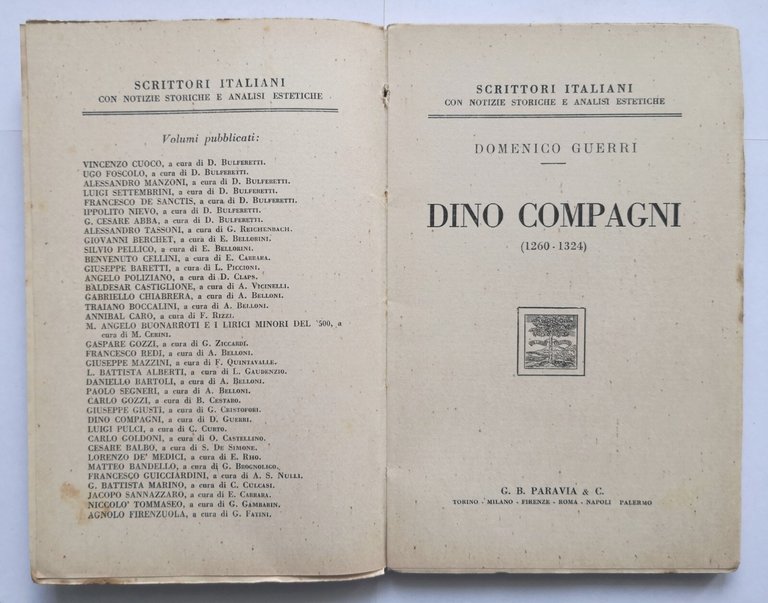 SCRITTORI ITALIANI
CON NOTIZIE STORICHE E ANALISI ESTETICHE
Volumi pubblicati:
VINCENZO CUOCO, a cura di D. BULFERETTI.
UGO FOSCOLO, a cura di D. BULFERETTI.
ALESSANDRO MANZONI, a cura di D. BULFERETTI.
LUIGI SETTEMBRINI, a cura di D. BULFERETTI.
FRANCESCO DE SANCTIS, a cura di D. BULFERETTI.
IPPOLITO NIEVO, a cura di D. BULFERETTI.
G. CESARE ABBA, a cura di D. BULFERETTI.
ALESSANDRO TASSONI, a cura di G. REICHENBACH.
GIOVANNI BERCHET, a cura di E. BELLORINI.
SILVIO PELLICO, a cura di E. BELLORINI.
BENVENUTO CELLINI, a cura di E. CARRARA.
GIUSEPPE BARETTI, a cura di L. PICCIONI.
ANGELO POLIZIANO, a cura di D. CLAPS.
BALDESAR CASTIGLIONE, a cura di A. VICINELLI.
GABRIELLO CHIABRERA, a cura di A. BELLONI.
TRAIANO BOCCALINI, a cura di A. BELLONI.
ANNIBAL CARO, a cura di F. RIZZI.
M. ANGELO BUONARROTI E I LIRICI MINORI DEL '500, a
cura di M. CERINI.
GASPARE GOZZI, a cura di G. ZICCARDI.
FRANCESCO REDI, a cura di A. BELLONI.
GIUSEPPE MAZZINI, a cura di F. QUINTAVALLE.
L. BATTISTA ALBERTI, a cura di L. GAUDENZIO.
DANIELLO BARTOLI, a cura di A. BELLONI.
PAOLO SEGNERI, a cura di A. BELLONI.
CARLO GOZZI, a cura di B. CESTARO.
GIUSEPPE GIUSTI, a cura di G. CRISTOFORI.
DINO COMPAGNI, a cura di D. GUERRI.
LUIGI PULCI, a cura di C. CURTO.
CARLO GOLDONI, a cura di O. CASTELLINO.
CESARE BALBO, a cura di S. DE SIMONE.
LORENZO DE' MEDICI, a cura di E. RHO.
MATTEO BANDELLO, a cura di G. BROGNOLIGO.
FRANCESCO GUICCIARDINI, a cura di A. S. NULLI.
G. BATTISTA MARINO, a cura di C. CULCASI.
JACOPO SANNAZZARO, a cura di E. CARRARA.
NICCOLO' TOMMASEO, a cura di G. GAMBARIN.
AGNOLO FIRENZUOLA, a cura di G. FATINI.
SCRITTORI ITALIANI
CON NOTIZIE STORICHE E ANALISI ESTETICHE
DOMENICO GUERRI
DINO COMPAGNI
(1260-1324)
G. B. PARAVIA & C.
TORINO - MILANO - FIRENZE - ROMA - NAPOLI PALERMO